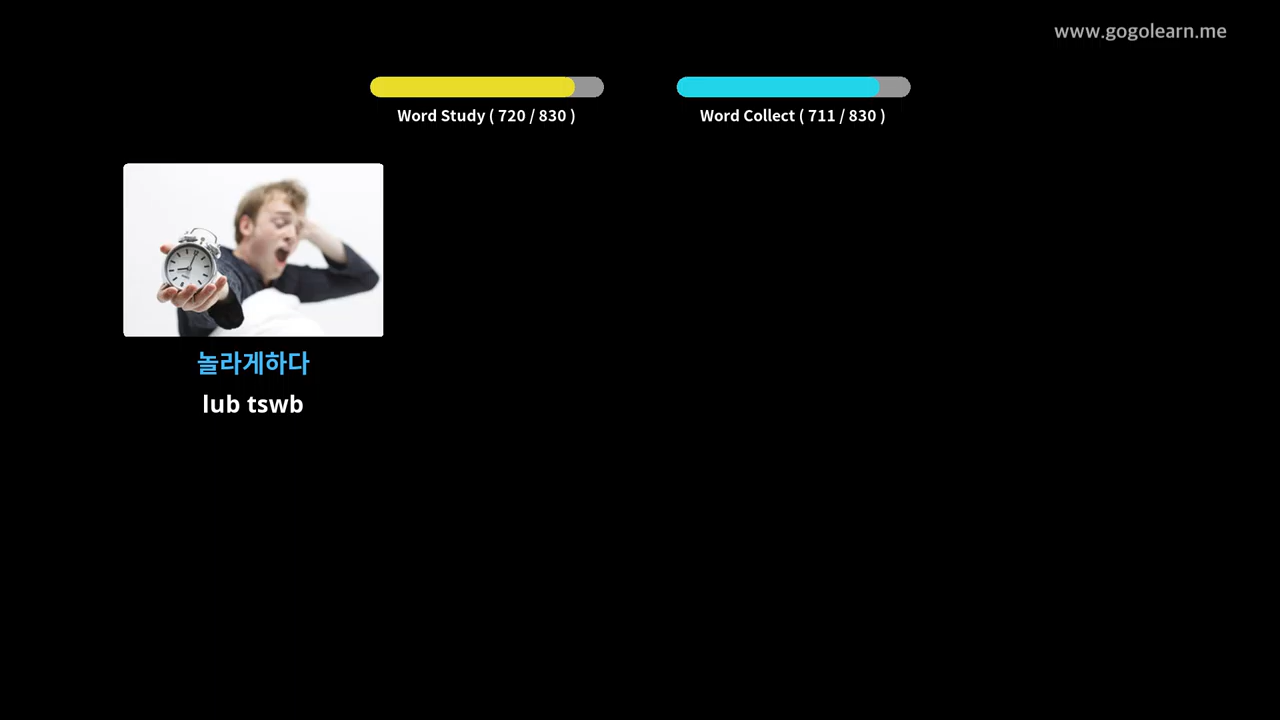 www.gogolearn.me
Word Study ( 720 / 830 )
Word Collect ( 711 / 830 )
놀라게하다
lub tswb